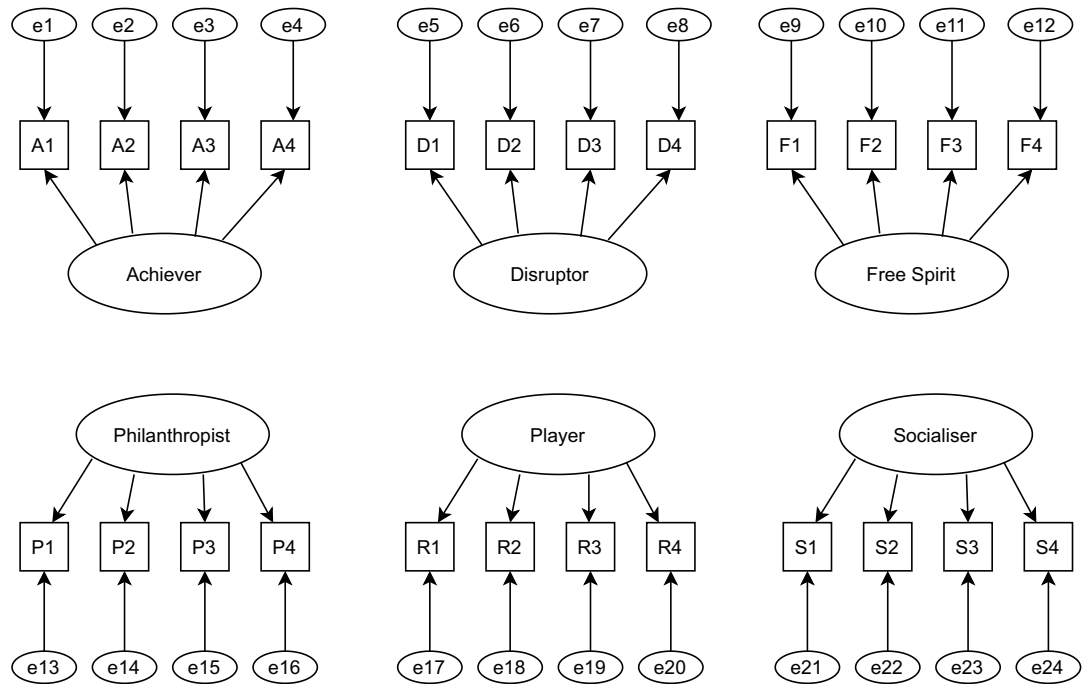 e1 e2 e3 e4 e5 e6 e7 e8 e9 e10 e11 e12
A1 A2 A3 A4 D1 D2 D3 D4 F1 F2 F3 F4
Achiever Disruptor Free Spirit
Philanthropist Player Socialiser
P1 P2 P3 P4 R1 R2 R3 R4 S1 S2 S3 S4
e13 e14 e15 e16 e17 e18 e19 e20 e21 e22 e23 e24